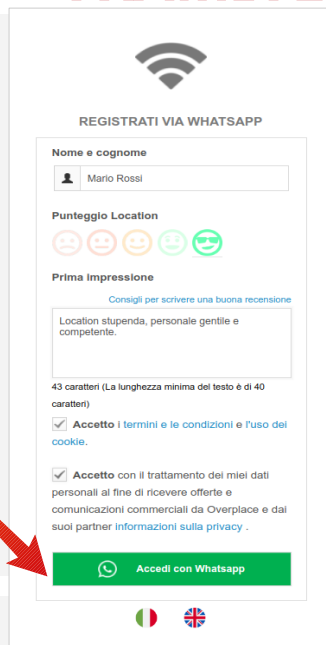 REGISTRATI VIA WHATSAPP
Nome e cognome
Mario Rossi
Punteggio Location
Prima impressione
Consigli per scrivere una buona recensione
Location stupenda, personale gentile e
competente.
43 caratteri (La lunghezza minima del testo è di 40
caratteri)
Accetto i termini e le condizioni e l'uso dei
cookie.
Accetto con il trattamento dei miei dati
personali al fine di ricevere offerte e
comunicazioni commerciali da Overplace e dai
suoi partner informazioni sulla privacy .
Accedi con Whatsapp